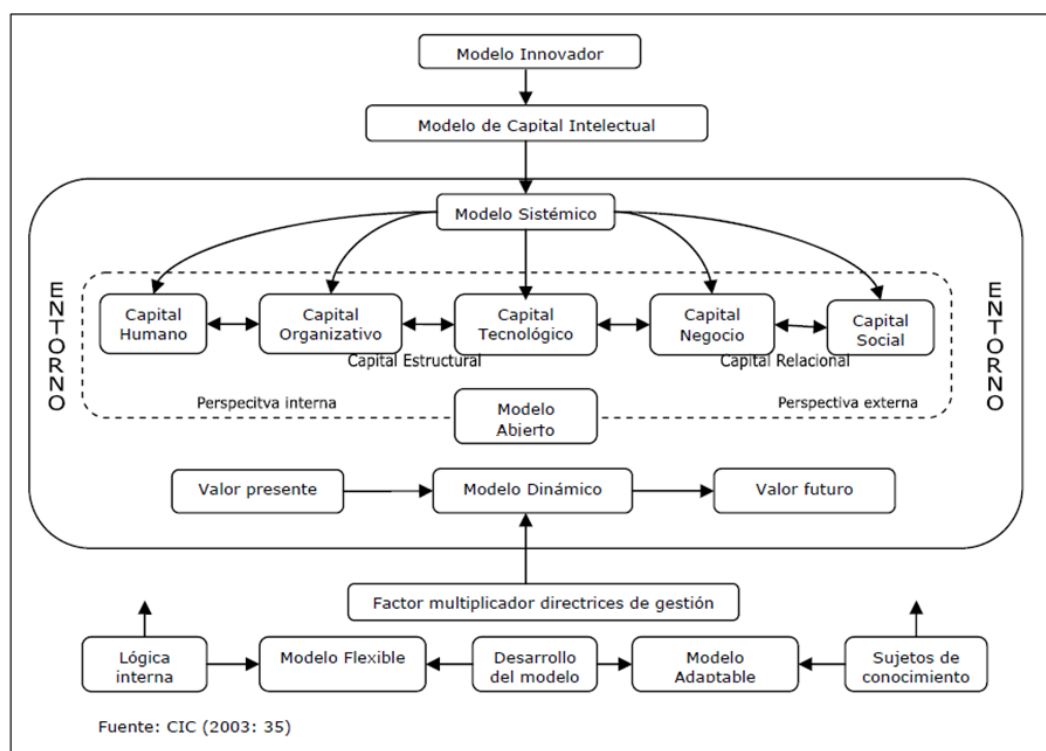 Modelo Innovador
Modelo de Capital Intelectual
Modelo Sistémico
ENTORNO
ENTORNO
Capital
Humano
Capital
Organizativo
Capital
Tecnológico
Capital
Negocio
Capital
Social
Capital Estructural
Capital Relacional
Perspecitva interna
Modelo
Abierto
Perspectiva externa
Valor presente
Modelo Dinámico
Valor futuro
Factor multiplicador directrices de gestión
Lógica
interna
Modelo Flexible
Desarrollo
del modelo
Modelo
Adaptable
Sujetos de
conocimiento
Fuente: CIC (2003: 35)